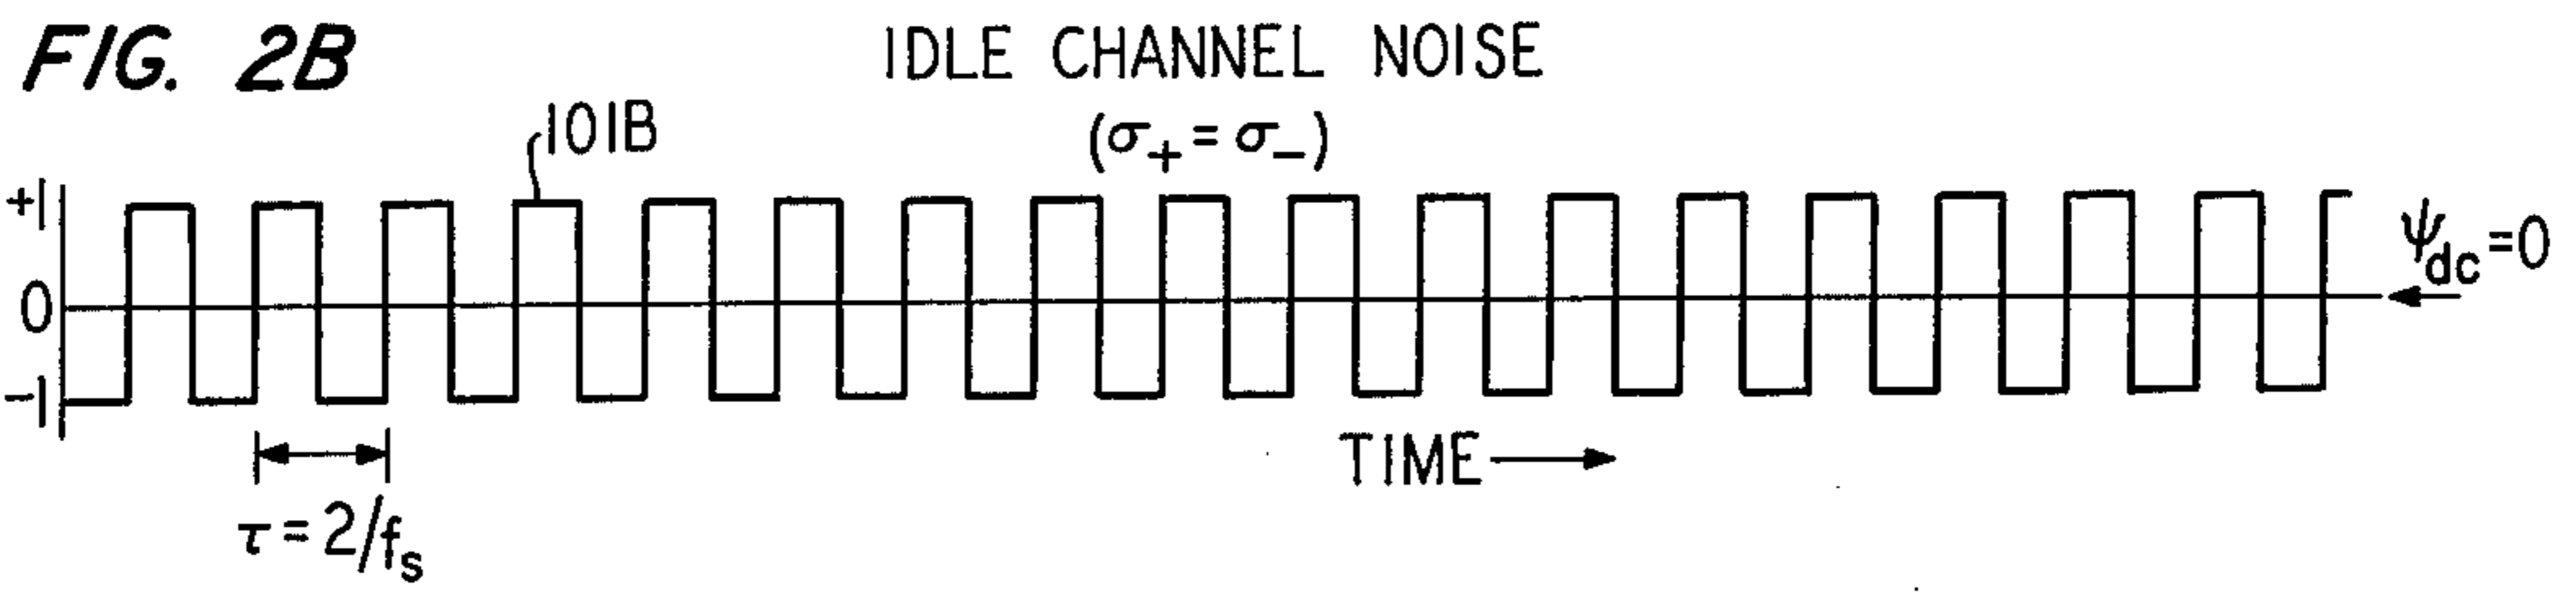 FIG. 2B
IDLE CHANNEL NOISE
(σ₊ = σ₋)
101B
+1
0
-1
ψdc=0
TIME
τ=2/fs